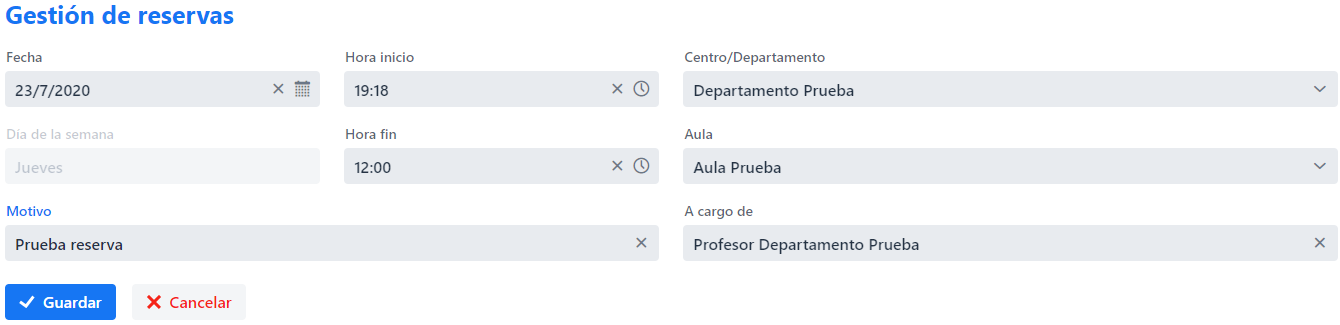 Gestión de reservas
Fecha
Hora inicio
Centro/Departamento
23/7/2020
19:18
Departamento Prueba
Día de la semana
Hora fin
Aula
Jueves
12:00
Aula Prueba
Motivo
A cargo de
Prueba reserva
Profesor Departamento Prueba
Guardar
Cancelar